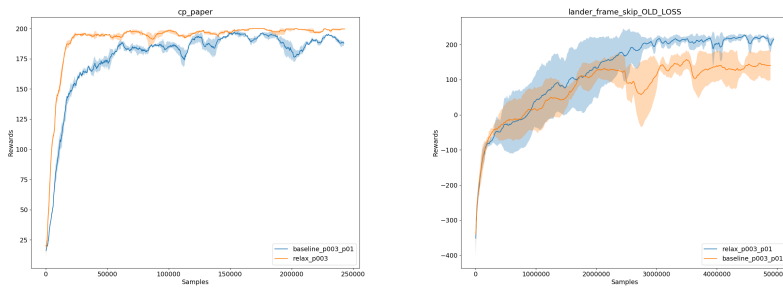 cp_paper
200
175
150
125
100
75
50
25
Rewards
0
50000
100000
150000
200000
250000
Samples
baseline_p003_p01
relax_p003
lander_frame_skip_OLD_LOSS
200
100
0
−100
−200
−300
−400
Rewards
0
1000000
2000000
3000000
4000000
Samples
relax_p003_p01
baseline_p003_p01